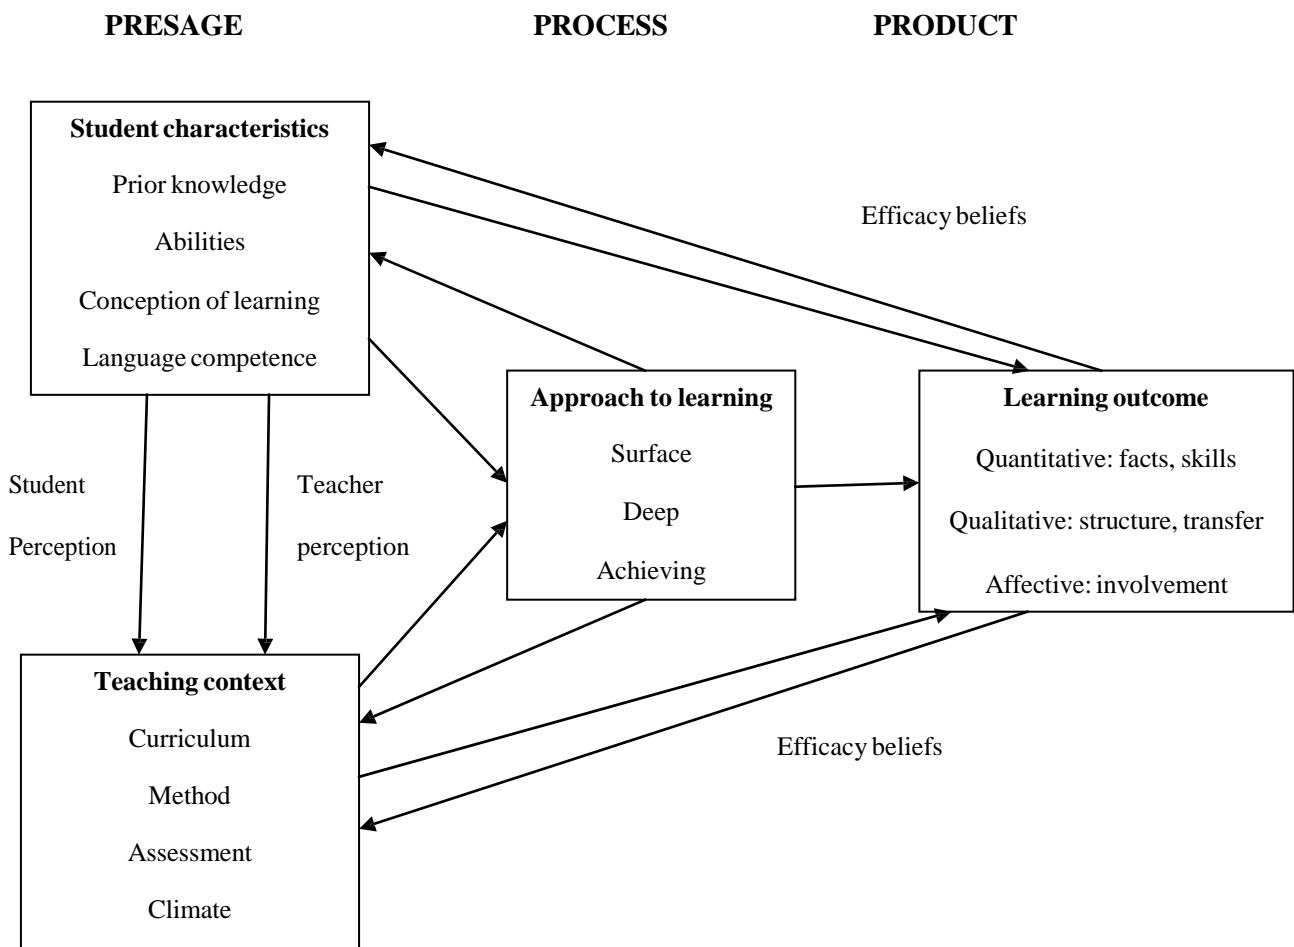 PRESAGE PROCESS PRODUCT
Student characteristics
Prior knowledge
Abilities
Conception of learning
Language competence
Efficacy beliefs
Student
Perception
Teacher
perception
Approach to learning
Surface
Deep
Achieving
Learning outcome
Quantitative: facts, skills
Qualitative: structure, transfer
Affective: involvement
Teaching context
Curriculum
Method
Assessment
Climate
Efficacy beliefs